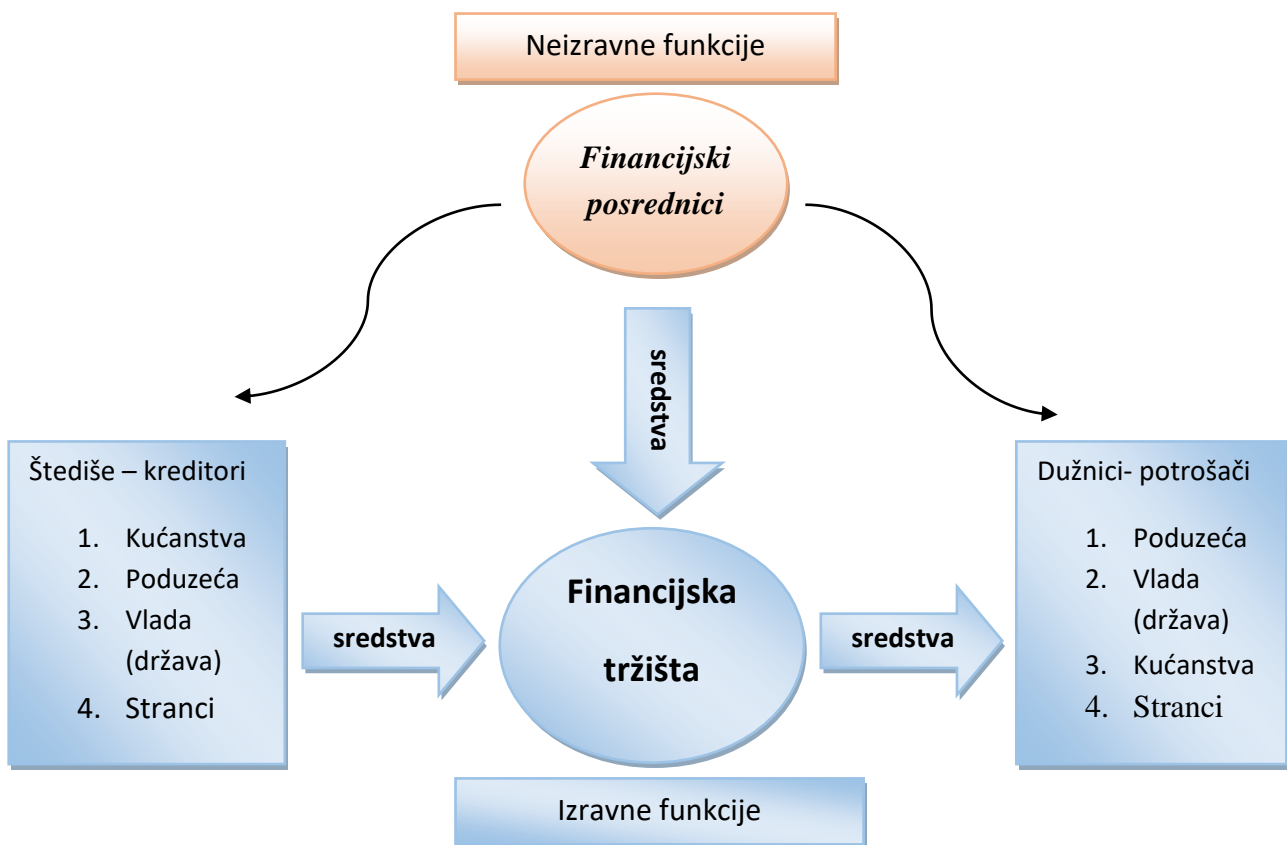 Neizravne funkcije
Financijski
posrednici
sredstva
Štediše – kreditori
1. Kućanstva
2. Poduzeća
3. Vlada
(država)
4. Stranci
sredstva
Financijska
tržišta
sredstva
Dužnici- potrošači
1. Poduzeća
2. Vlada
(država)
3. Kućanstva
4. Stranci
Izravne funkcije